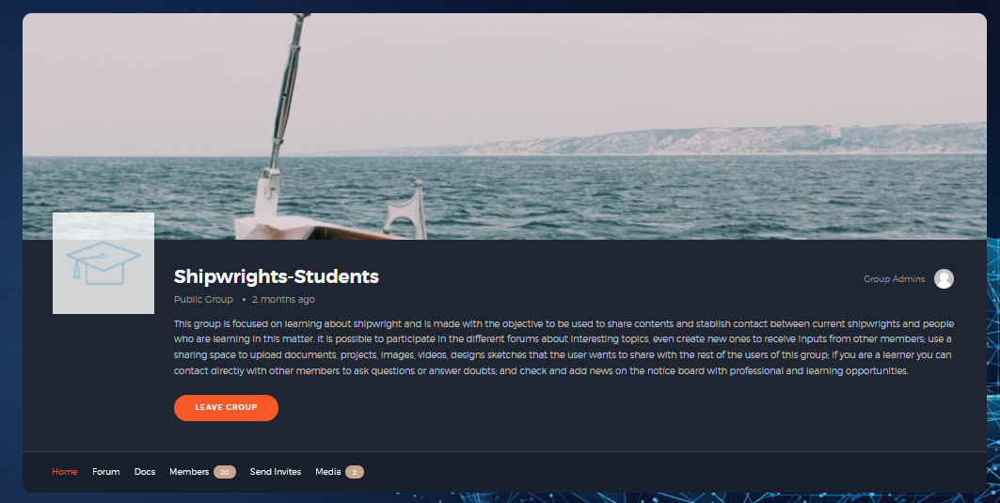 Shipwrights-Students
Group Admins
Public Group • 2 months ago
This group is focused on learning about shipwright and is made with the objective to be used to share contents and stablish contact between current shipwrights and people
who are learning in this matter. It is possible to participate in the different forums about interesting topics, even create new ones to receive inputs from other members; use a
sharing space to upload documents, projects, images, videos, designs sketches that the user wants to share with the rest of the users of this group; if you are a learner you can
contact directly with other members to ask questions or answer doubts; and check and add news on the notice board with professional and learning opportunities.
LEAVE GROUP
Home Forum Docs Members 20 Send Invites Media 2